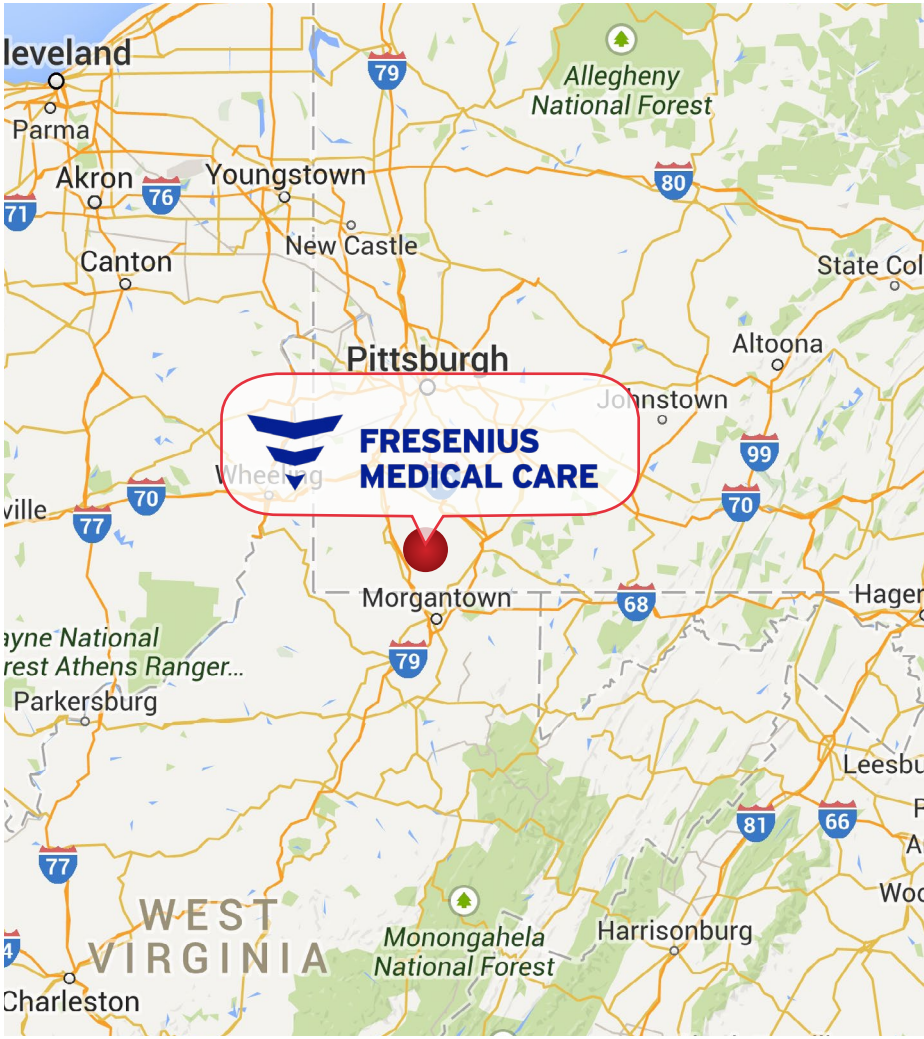 leveland
79
Allegheny
National Forest
Parma
Akron
76
Youngstown
80
71
New Castle
Canton
State Col
Pittsburgh
Altoona
Johnstown
FRESENIUS
MEDICAL CARE
Wheeling
99
70
70
ville
77
Morgantown
68
Hager
79
ayne National
rest Athens Ranger...
Parkersburg
Leesbu
81
66
77
WEST
VIRGINIA
Woo
4
Monongahela
National Forest
Harrisonburg
Charleston